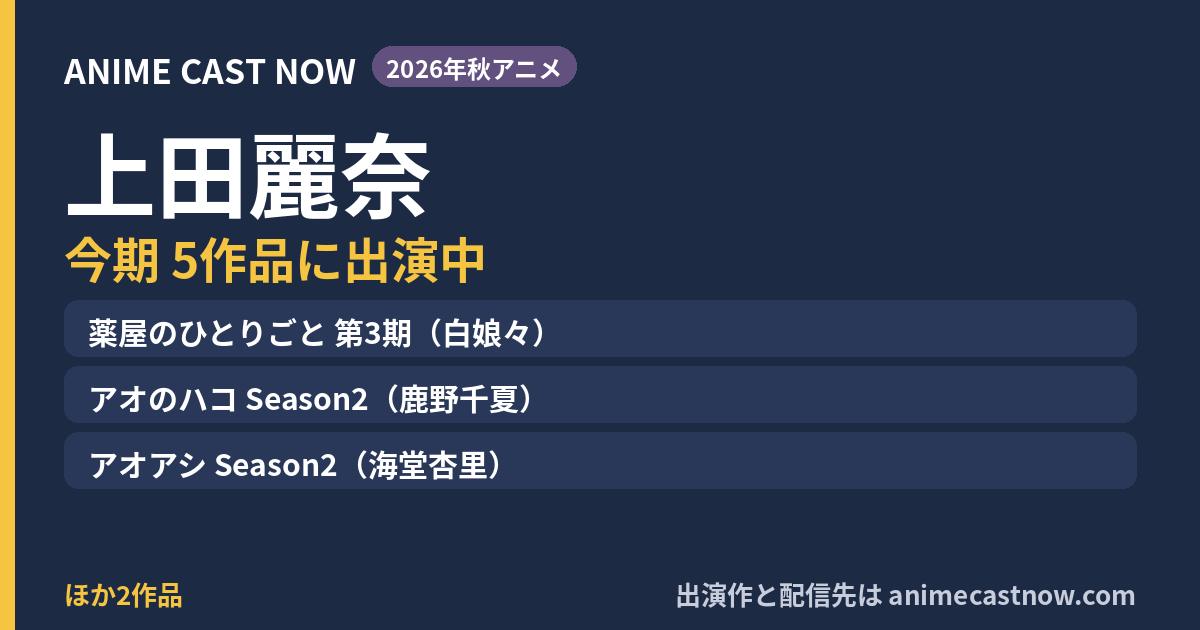 ANIME CAST NOW 2026年秋アニメ
上田麗奈
今期 5作品に出演中
薬屋のひとりごと 第3期（白娘々）
アオのハコ Season2（鹿野千夏）
アオアシ Season2（海堂杏里）
ほか2作品
出演作と配信先は animecastnow.com